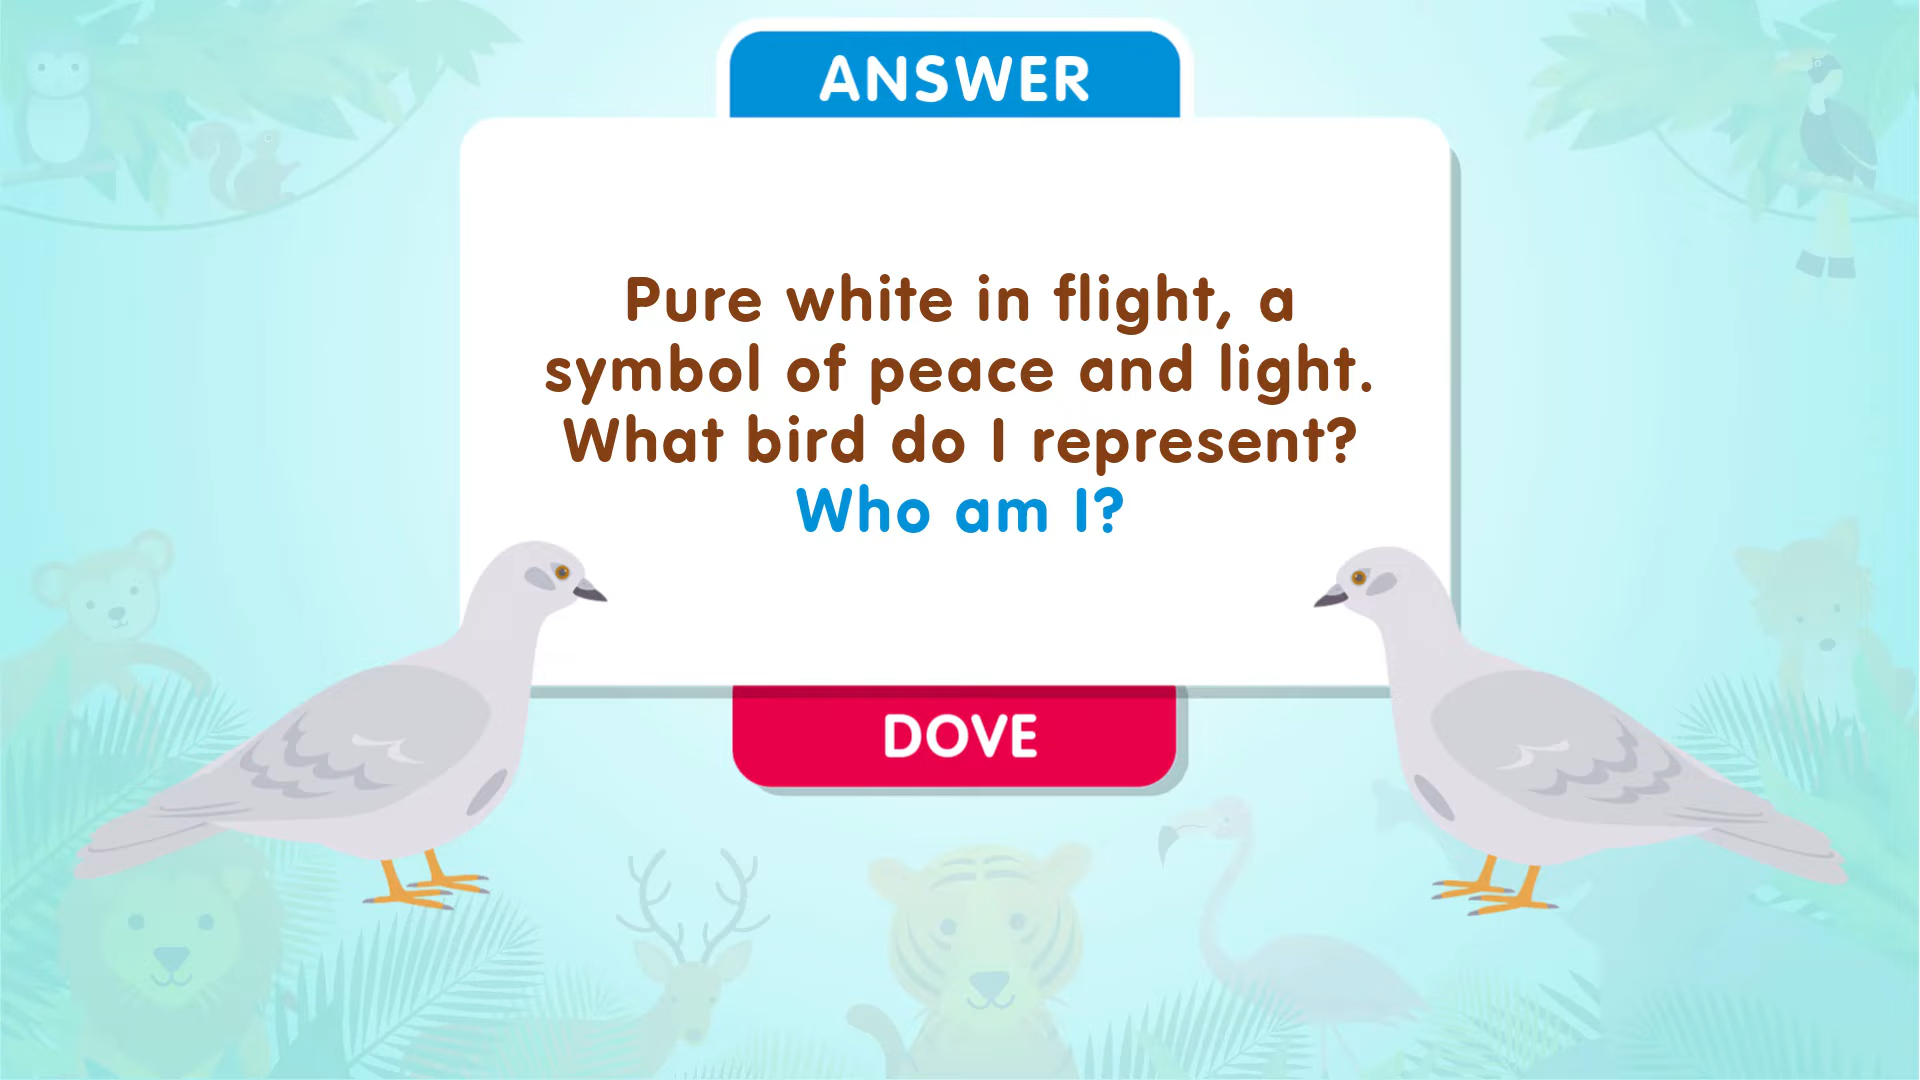 ANSWER
Pure white in flight, a
symbol of peace and light.
What bird do I represent?
Who am I?
DOVE